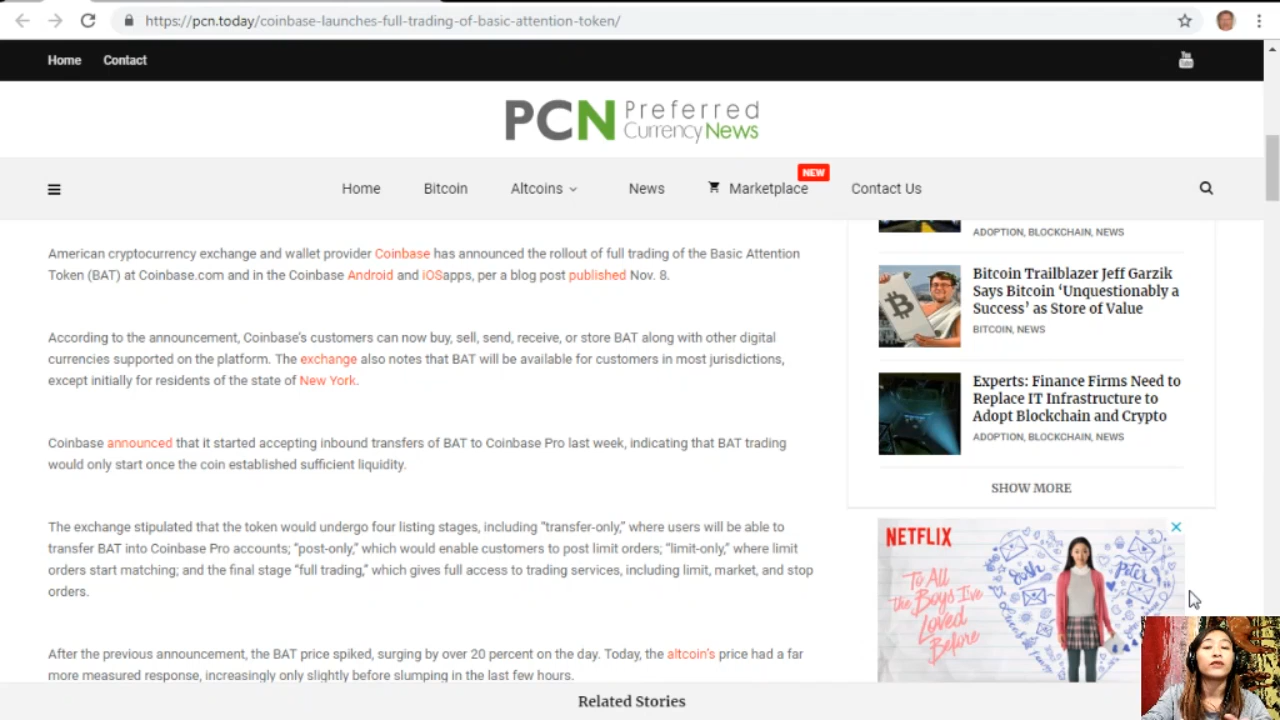 https://pcn.today/coinbase-launches-full-trading-of-basic-attention-token/
Home Contact
You Tube
PCN Preferred
Currency News
Home Bitcoin Altcoins News Marketplace NEW Contact Us
American cryptocurrency exchange and wallet provider Coinbase has announced the rollout of full trading of the Basic Attention
Token (BAT) at Coinbase.com and in the Coinbase Android and iOSapps, per a blog post published Nov. 8.
According to the announcement, Coinbase's customers can now buy, sell, send, receive, or store BAT along with other digital
currencies supported on the platform. The exchange also notes that BAT will be available for customers in most jurisdictions,
except initially for residents of the state of New York.
Coinbase announced that it started accepting inbound transfers of BAT to Coinbase Pro last week, indicating that BAT trading
would only start once the coin established sufficient liquidity.
The exchange stipulated that the token would undergo four listing stages, including “transfer-only,” where users will be able to
transfer BAT into Coinbase Pro accounts; “post-only,” which would enable customers to post limit orders; “limit-only,” where limit
orders start matching; and the final stage “full trading,” which gives full access to trading services, including limit, market, and stop
orders.
After the previous announcement, the BAT price spiked, surging by over 20 percent on the day. Today, the altcoin's price had a far
more measured response, increasingly only slightly before slumping in the last few hours.
ADOPTION, BLOCKCHAIN, NEWS
Bitcoin Trailblazer Jeff Garzik
Says Bitcoin ‘Unquestionably a
Success’ as Store of Value
BITCOIN, NEWS
Experts: Finance Firms Need to
Replace IT Infrastructure to
Adopt Blockchain and Crypto
ADOPTION, BLOCKCHAIN, NEWS
SHOW MORE
NETFLIX
To All
the Boys I've
Loved
Before
Josh
Peter
Related Stories